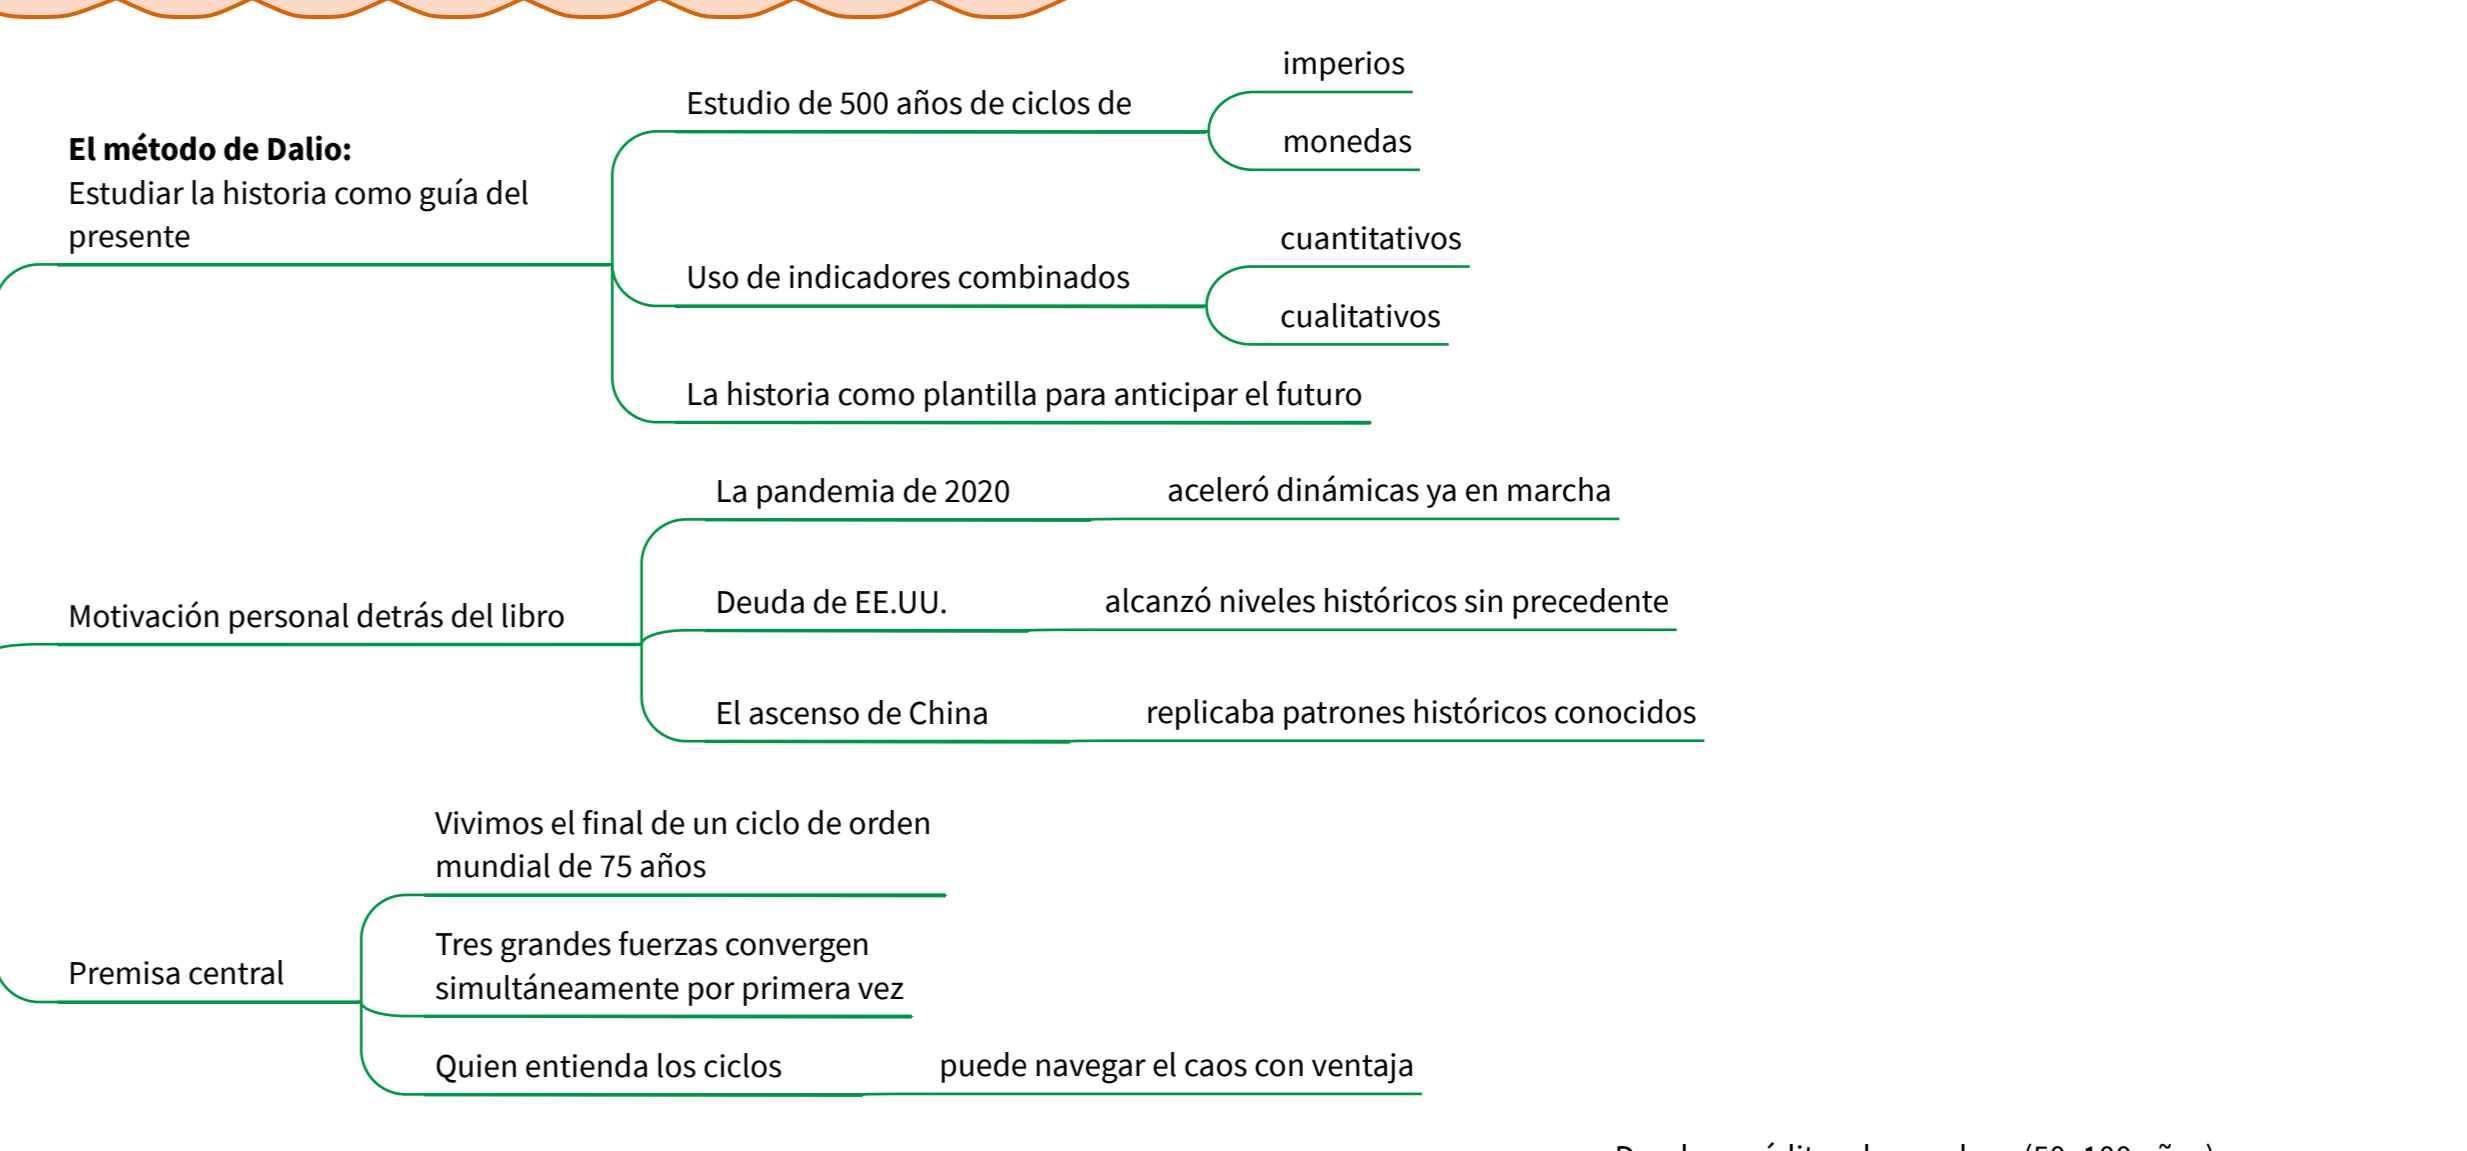 imperios
Estudio de 500 años de ciclos de
monedas
El método de Dalio:
Estudiar la historia como guía del
presente
cuantitativos
Uso de indicadores combinados
cualitativos
La historia como plantilla para anticipar el futuro
La pandemia de 2020 aceleró dinámicas ya en marcha
Motivación personal detrás del libro
Deuda de EE.UU. alcanzó niveles históricos sin precedente
El ascenso de China replicaba patrones históricos conocidos
Vivimos el final de un ciclo de orden
mundial de 75 años
Premisa central
Tres grandes fuerzas convergen
simultáneamente por primera vez
Quien entienda los ciclos puede navegar el caos con ventaja